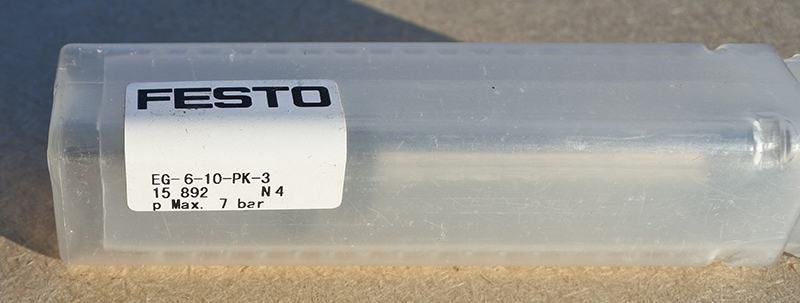 FESTO
EG-6-10-PK-3
15 892 N4
p Max. 7 bar